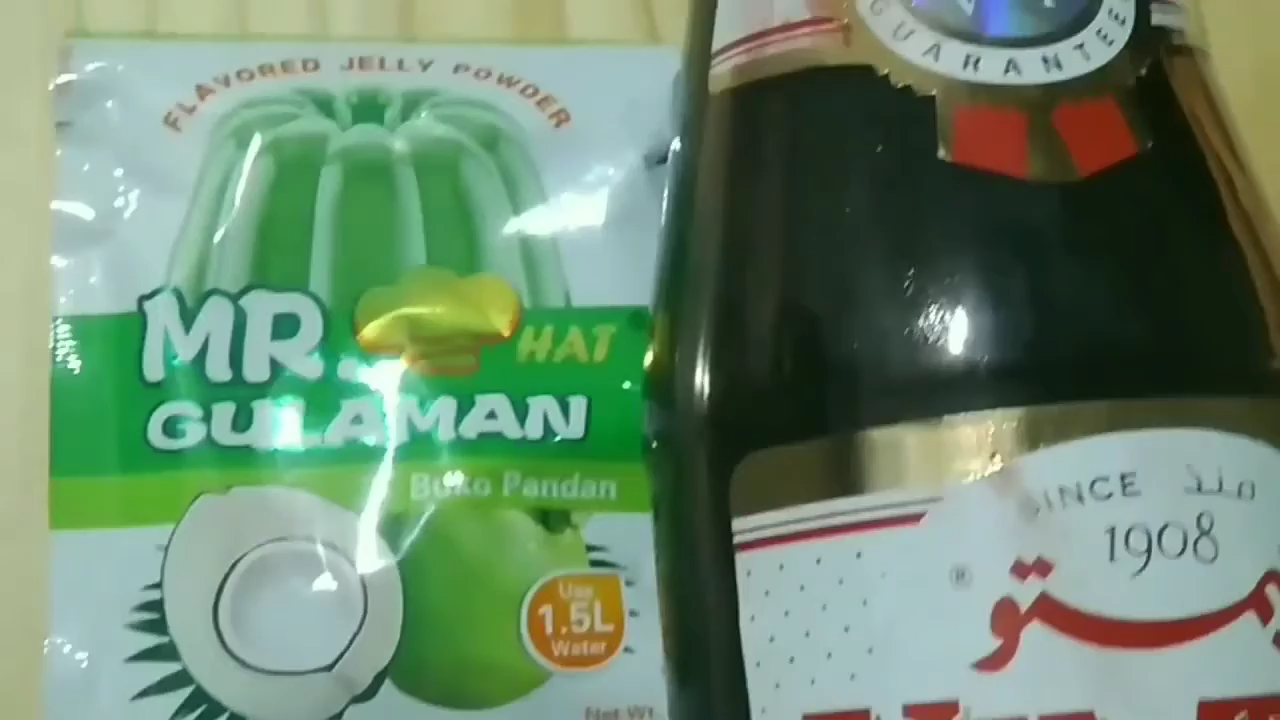 FLAVORED JELLY POWDER
MR. HAT
GULAMAN
Buko Pandan
Use
1.5L
Water
Net Wt.
GUARANTEE
SINCE منذ
1908
®